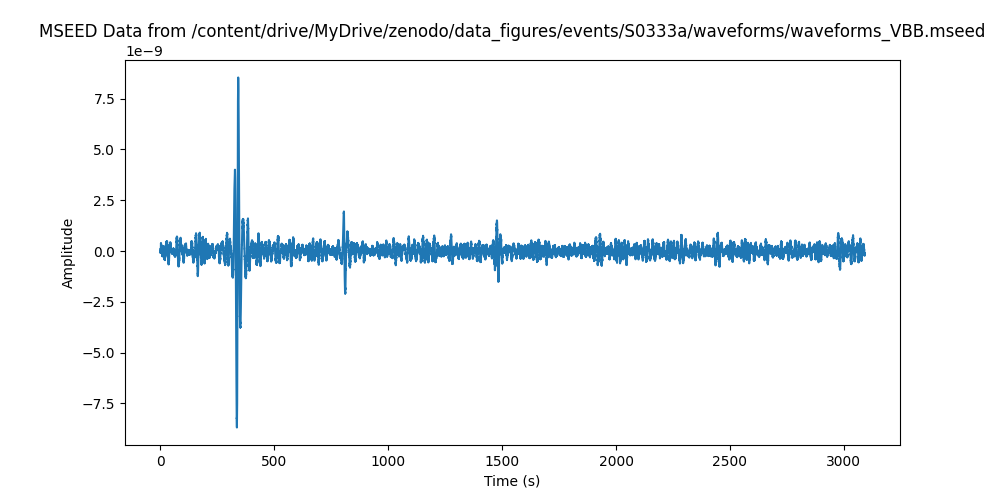 MSEED Data from /content/drive/MyDrive/zenodo/data_figures/events/S0333a/waveforms/waveforms_VBB.mseed
1e−9
7.5
5.0
2.5
0.0
−2.5
−5.0
−7.5
Amplitude
0 500 1000 1500 2000 2500 3000
Time (s)